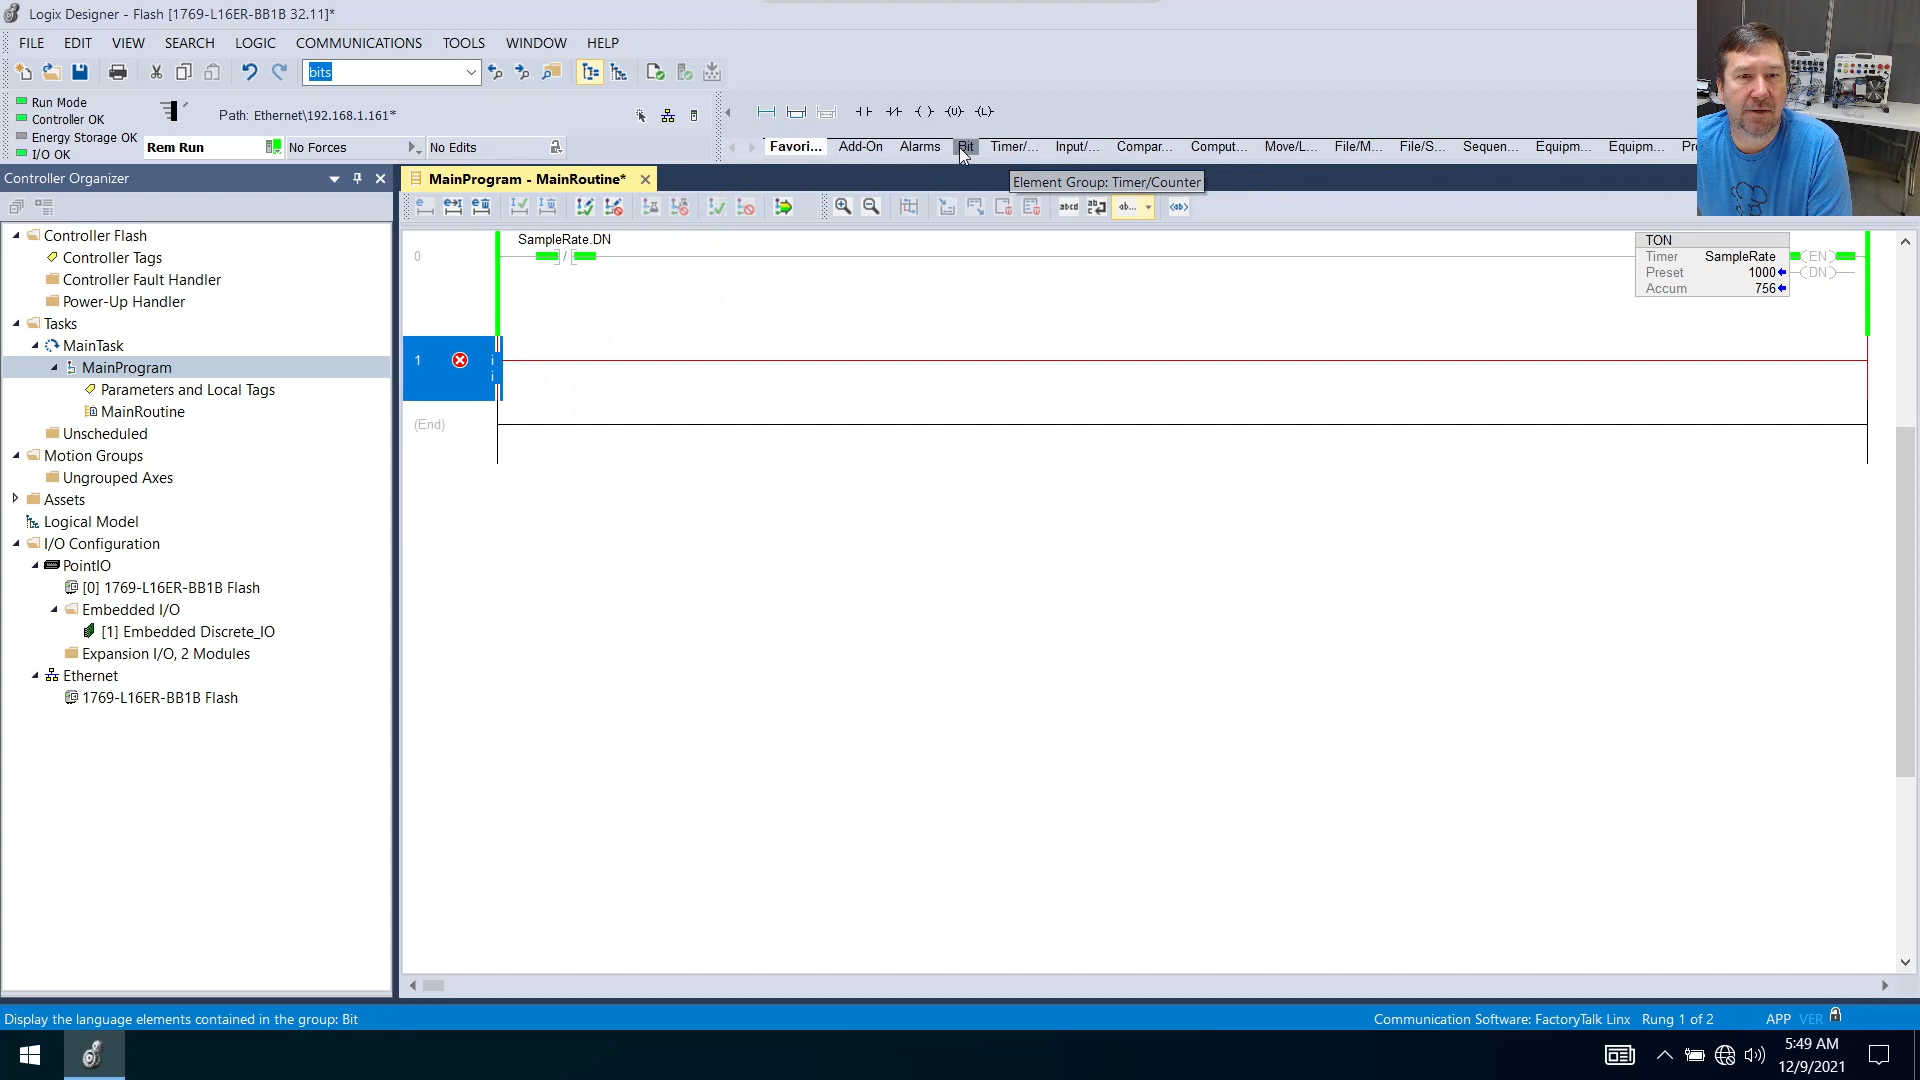 Logix Designer - Flash [1769-L16ER-BB1B 32.11]*
FILE EDIT VIEW SEARCH LOGIC COMMUNICATIONS TOOLS WINDOW HELP
bits
Run Mode
Controller OK
Energy Storage OK
I/O OK
Path: Ethernet\192.168.1.161*
Rem Run
No Forces
No Edits
Favori... Add-On Alarms Bit Timer/... Input/... Compar... Comput... Move/L... File/M... File/S... Sequen... Equipm... Equipm... Pr
Element Group: Timer/Counter
Controller Organizer
MainProgram - MainRoutine*
Controller Flash
Controller Tags
Controller Fault Handler
Power-Up Handler
Tasks
MainTask
MainProgram
Parameters and Local Tags
MainRoutine
Unscheduled
Motion Groups
Ungrouped Axes
Assets
Logical Model
I/O Configuration
PointIO
[0] 1769-L16ER-BB1B Flash
Embedded I/O
[1] Embedded Discrete_IO
Expansion I/O, 2 Modules
Ethernet
1769-L16ER-BB1B Flash
0
SampleRate.DN
TON
Timer SampleRate
Preset 1000
Accum 756
EN
DN
1
i
i
(End)
Display the language elements contained in the group: Bit
Communication Software: FactoryTalk Linx
Rung 1 of 2
APP VER
5:49 AM
12/9/2021